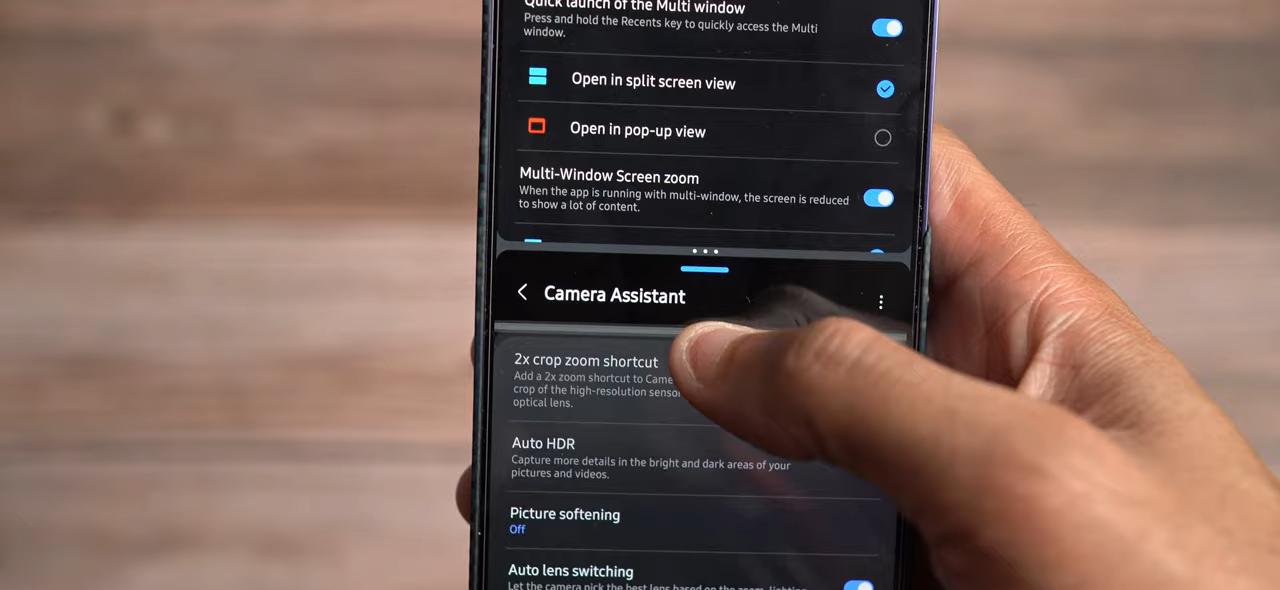 Quick launch of the Multi window
Press and hold the Recents key to quickly access the Multi
window.
Open in split screen view
Open in pop-up view
Multi-Window Screen zoom
When the app is running with multi-window, the screen is reduced
to show a lot of content.
Camera Assistant
2x crop zoom shortcut
Add a 2x zoom shortcut to
crop of the high-resolution sensor
optical lens.
Auto HDR
Capture more details in the bright and dark areas of your
pictures and videos.
Picture softening
Off
Auto lens switching
Let the camera pick the best lens based on the zoom, lighting